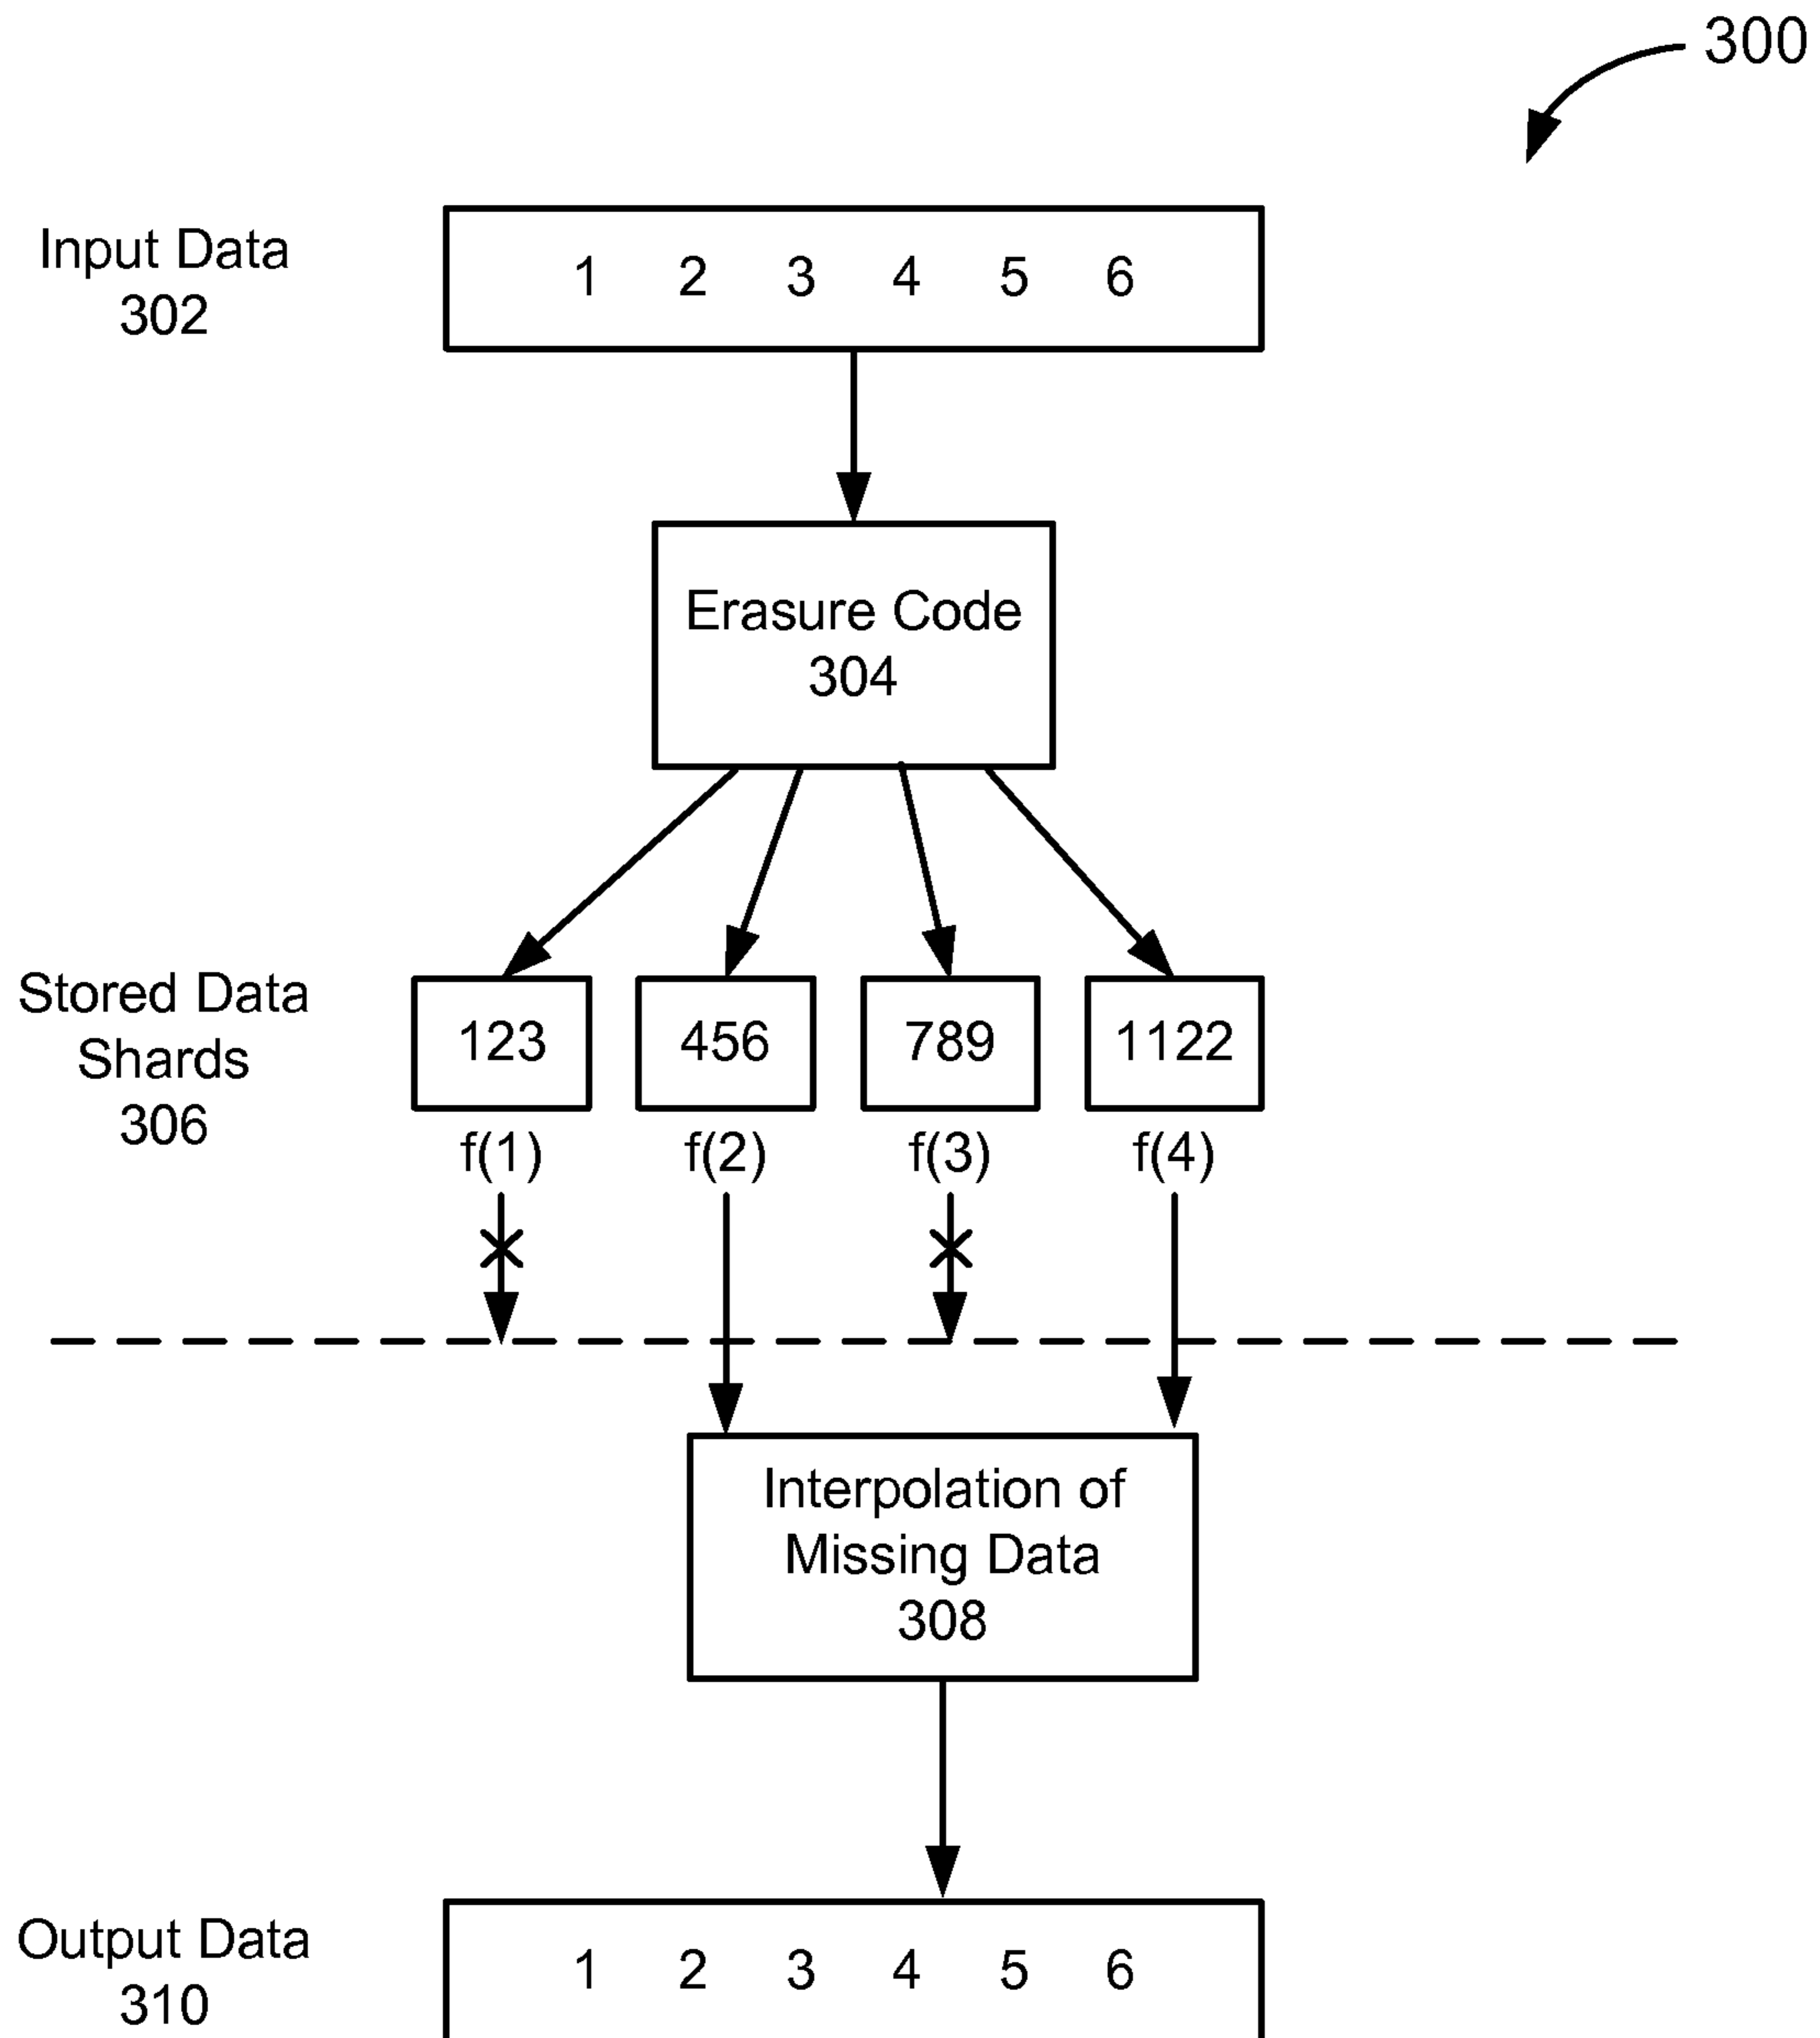 300
Input Data
302
1 2 3 4 5 6
Erasure Code
304
Stored Data
Shards
306
123 456 789 1122
f(1) f(2) f(3) f(4)
Interpolation of
Missing Data
308
Output Data
310
1 2 3 4 5 6